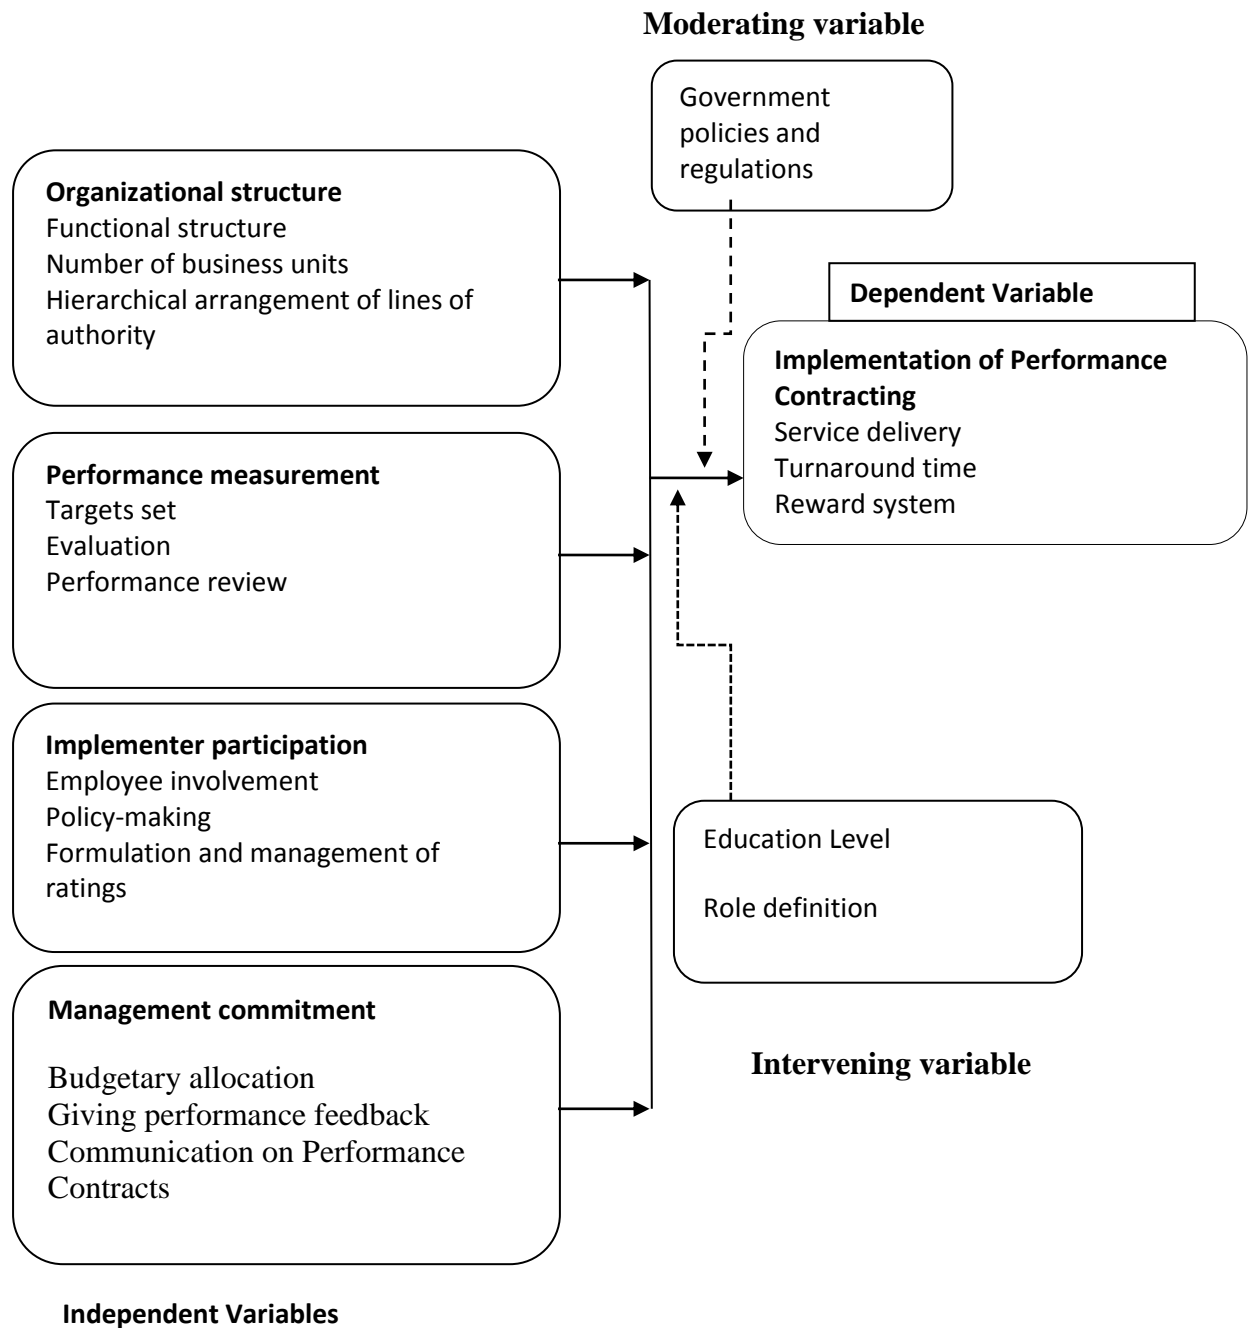 Moderating variable
Government
policies and
regulations
Organizational structure
Functional structure
Number of business units
Hierarchical arrangement of lines of
authority
Dependent Variable
Implementation of Performance
Contracting
Service delivery
Turnaround time
Reward system
Performance measurement
Targets set
Evaluation
Performance review
Implementer participation
Employee involvement
Policy-making
Formulation and management of
ratings
Education Level
Role definition
Management commitment
Budgetary allocation
Giving performance feedback
Communication on Performance
Contracts
Intervening variable
Independent Variables